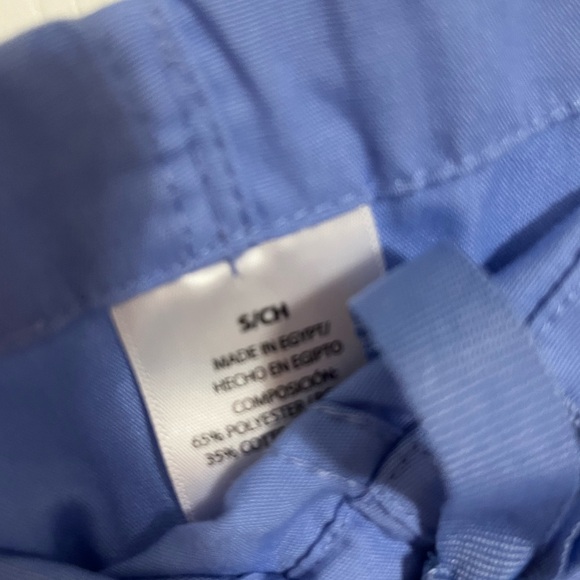 S/CH
MADE IN EGYPT/
HECHO EN EGIPTO
COMPOSICIÓN:
65% POLYESTER /
35%